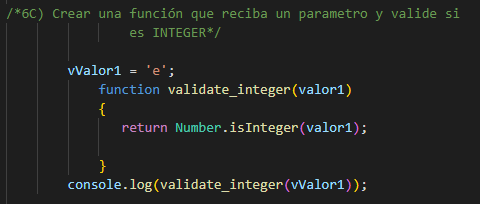 /*6C) Crear una función que reciba un parametro y valide si
es INTEGER*/
vValor1 = 'e';
function validate_integer(valor1)
{
return Number.isInteger(valor1);
}
console.log(validate_integer(vValor1));